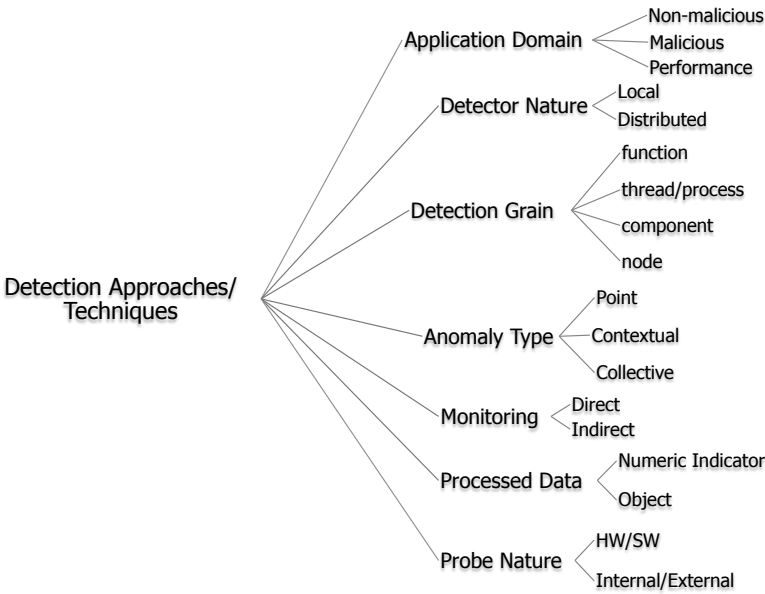 Detection Approaches/
Techniques
Application Domain
Non-malicious
Malicious
Performance
Detector Nature
Local
Distributed
Detection Grain
function
thread/process
component
node
Anomaly Type
Point
Contextual
Collective
Monitoring
Direct
Indirect
Processed Data
Numeric Indicator
Object
Probe Nature
HW/SW
Internal/External